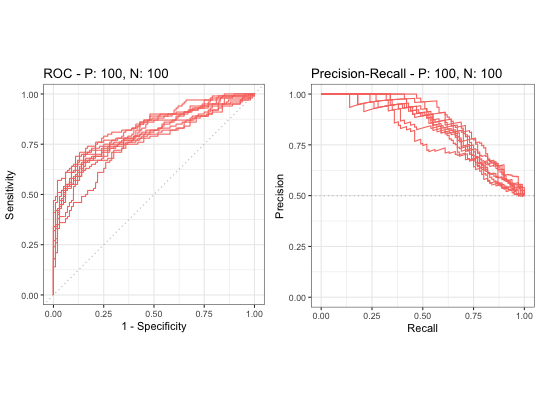 ROC - P: 100, N: 100
1.00
0.75
0.50
0.25
0.00
Sensitivity
0.00 0.25 0.50 0.75 1.00
1 - Specificity
Precision-Recall - P: 100, N: 100
1.00
0.75
0.50
0.25
0.00
Precision
0.00 0.25 0.50 0.75 1.00
Recall